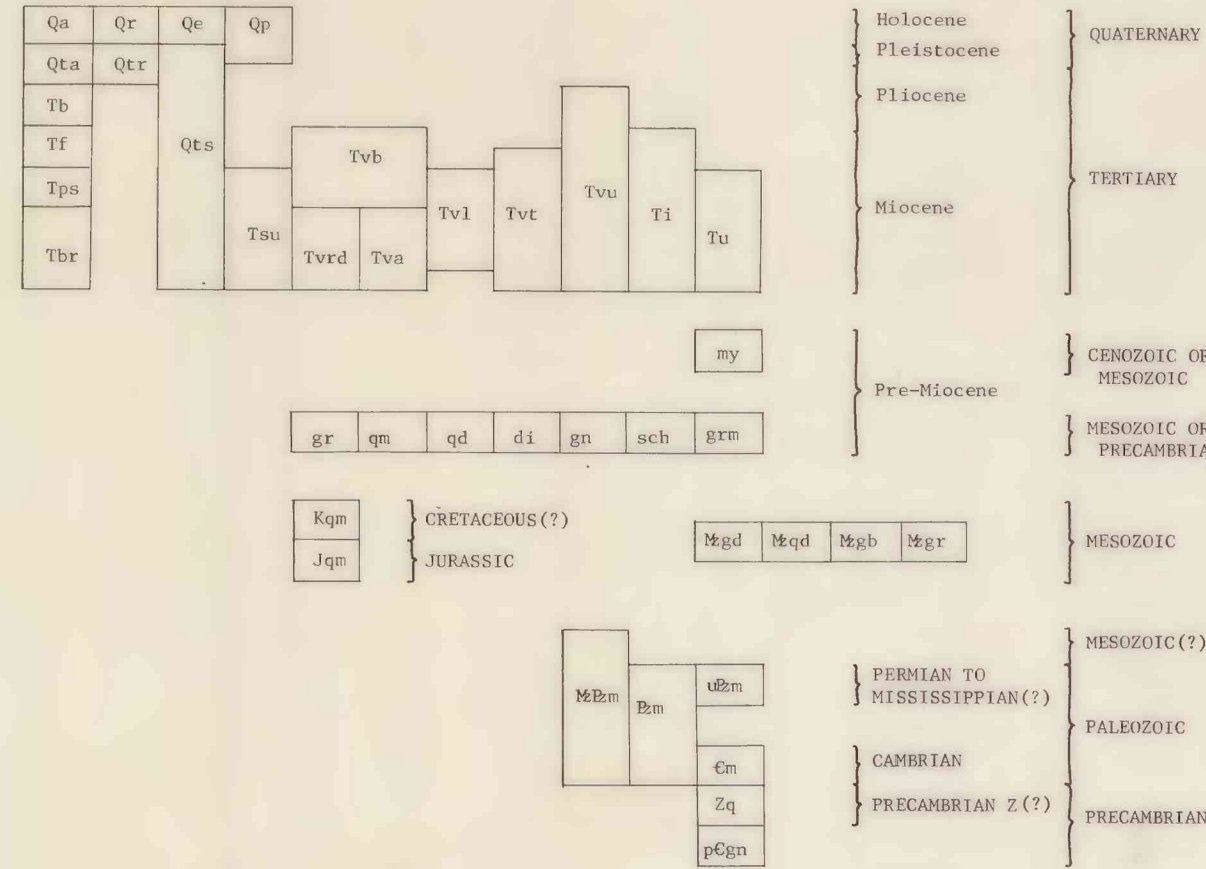 Qa Qr Qe Qp Holocene QUATERNARY
Pleistocene
Qta Qtr
Tb Pliocene
Tf Qts Tvb
Tps Tvu TERTIARY
Tvl Tvt Ti Miocene
Tbr Tsu Tvrd Tva Tu
my CENOZOIC OR
MESOZOIC
Pre-Miocene
gr qm qd di gn sch grm MESOZOIC OR
PRECAMBRIA
Kqm CRETACEOUS(?)
Mzgd Mzqd Mzgb Mzgr MESOZOIC
Jqm JURASSIC
MESOZOIC(?)
MzPzm Pzm uPzm PERMIAN TO
MISSISSIPPIAN(?)
PALEOZOIC
Єm CAMBRIAN
Zq PRECAMBRIAN Z(?)
PRECAMBRIAN
pЄgn